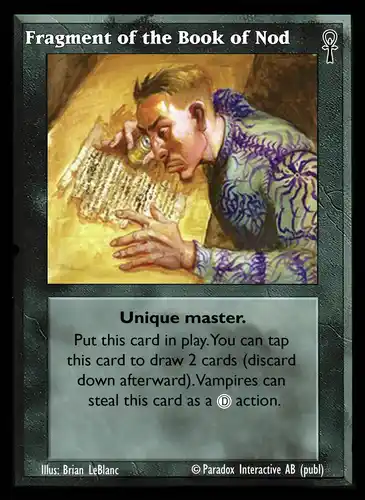 Fragment of the Book of Nod
Unique master.
Put this card in play. You can tap
this card to draw 2 cards (discard
down afterward). Vampires can
steal this card as a Ⓓ action.
Illus: Brian LeBlanc © Paradox Interactive AB (publ)